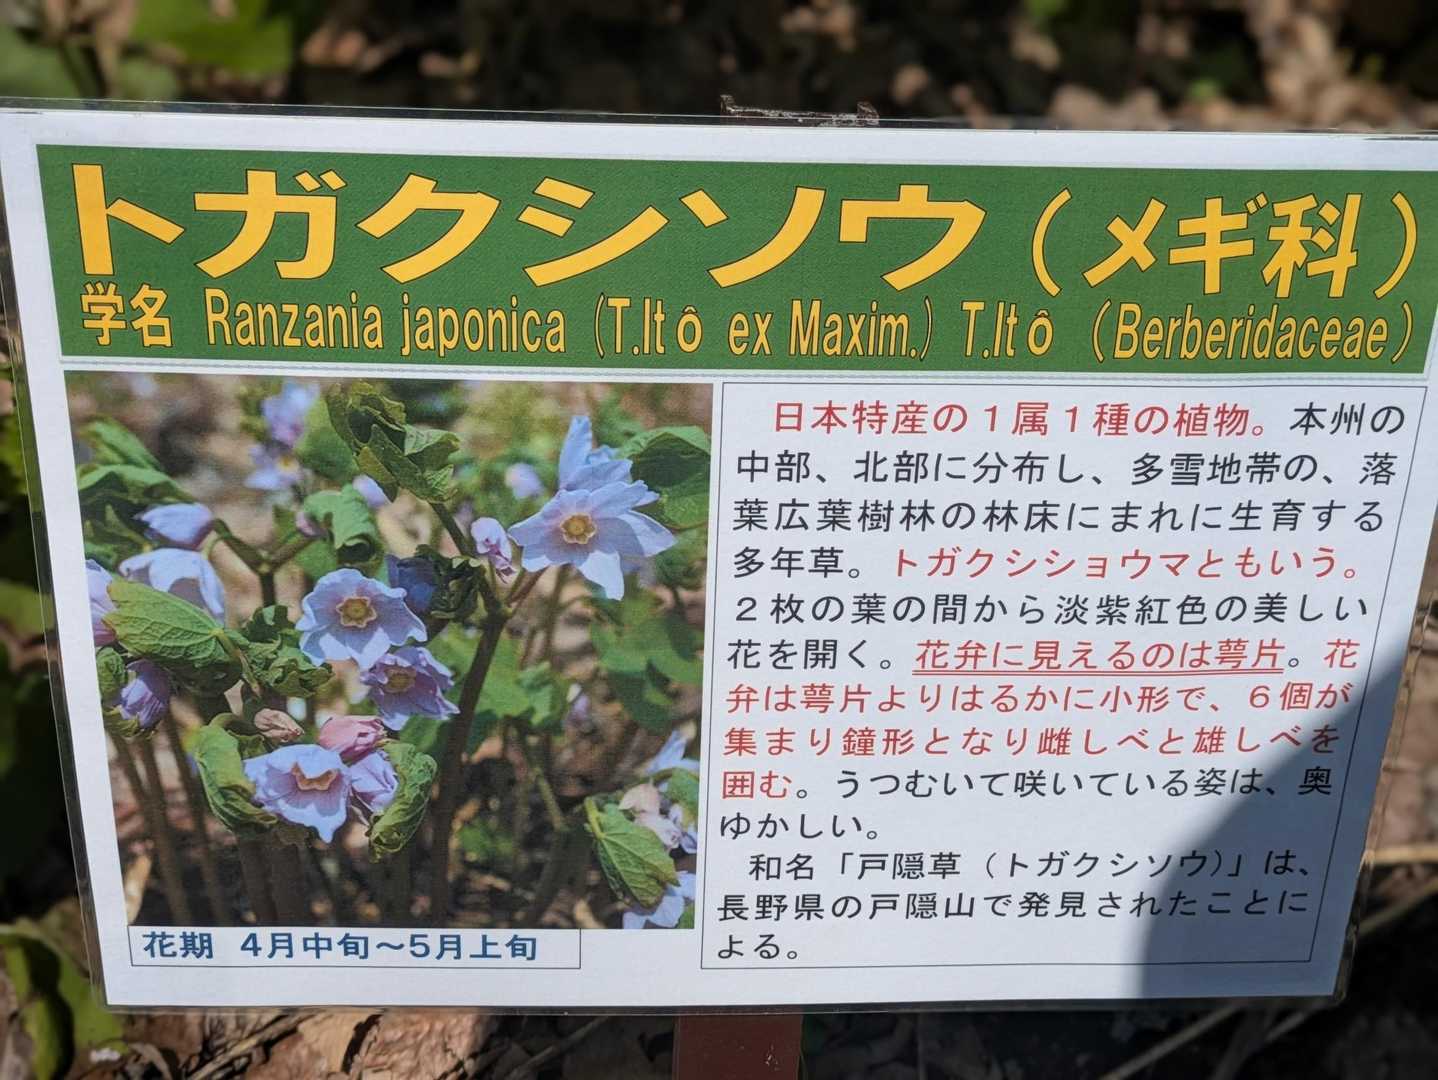 トガクシソウ（メギ科）
学名 Ranzania japonica (T.Itô ex Maxim.) T.Itô （Berberidaceae）
日本特産の１属１種の植物。本州の
中部、北部に分布し、多雪地帯の、落
葉広葉樹林の林床にまれに生育する
多年草。トガクシショウマともいう。
２枚の葉の間から淡紫紅色の美しい
花を開く。花弁に見えるのは萼片。花
弁は萼片よりはるかに小形で、６個が
集まり鐘形となり雌しべと雄しべを
囲む。うつむいて咲いている姿は、奥
ゆかしい。
和名「戸隠草（トガクシソウ）」は、
長野県の戸隠山で発見されたことに
よる。
花期 4月中旬～5月上旬